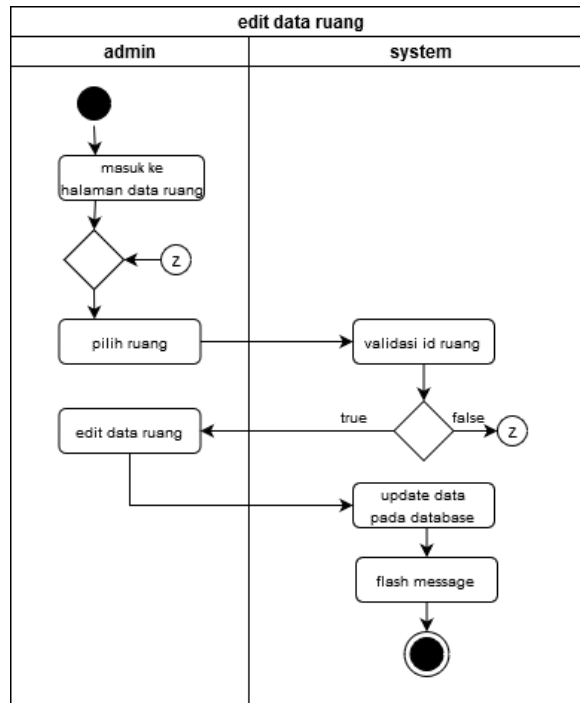 edit data ruang
admin
system
masuk ke
halaman data ruang
z
pilih ruang
validasi id ruang
true
false
z
edit data ruang
update data
pada database
flash message